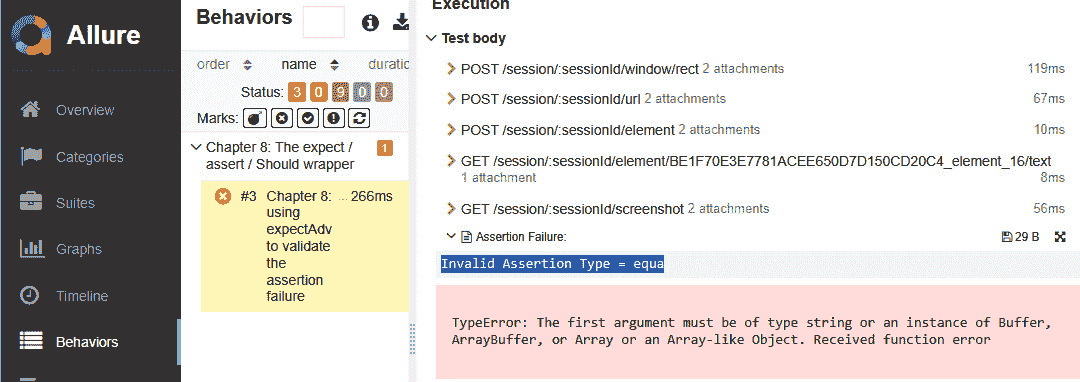 Allure
Overview
Categories
Suites
Graphs
Timeline
Behaviors
Behaviors
order name duratio
Status: 3 0 9 0 0
Marks:
Chapter 8: The expect / 1
assert / Should wrapper
#3 Chapter 8: ... 266ms
using
expectAdv
to validate
the
assertion
failure
Execution
Test body
POST /session/:sessionId/window/rect 2 attachments 119ms
POST /session/:sessionId/url 2 attachments 67ms
POST /session/:sessionId/element 2 attachments 10ms
GET /session/:sessionId/element/BE1F70E3E7781ACEE650D7D150CD20C4_element_16/text
1 attachment 8ms
GET /session/:sessionId/screenshot 2 attachments 56ms
Assertion Failure: 29 B
Invalid Assertion Type = equa
TypeError: The first argument must be of type string or an instance of Buffer,
ArrayBuffer, or Array or an Array-like Object. Received function error